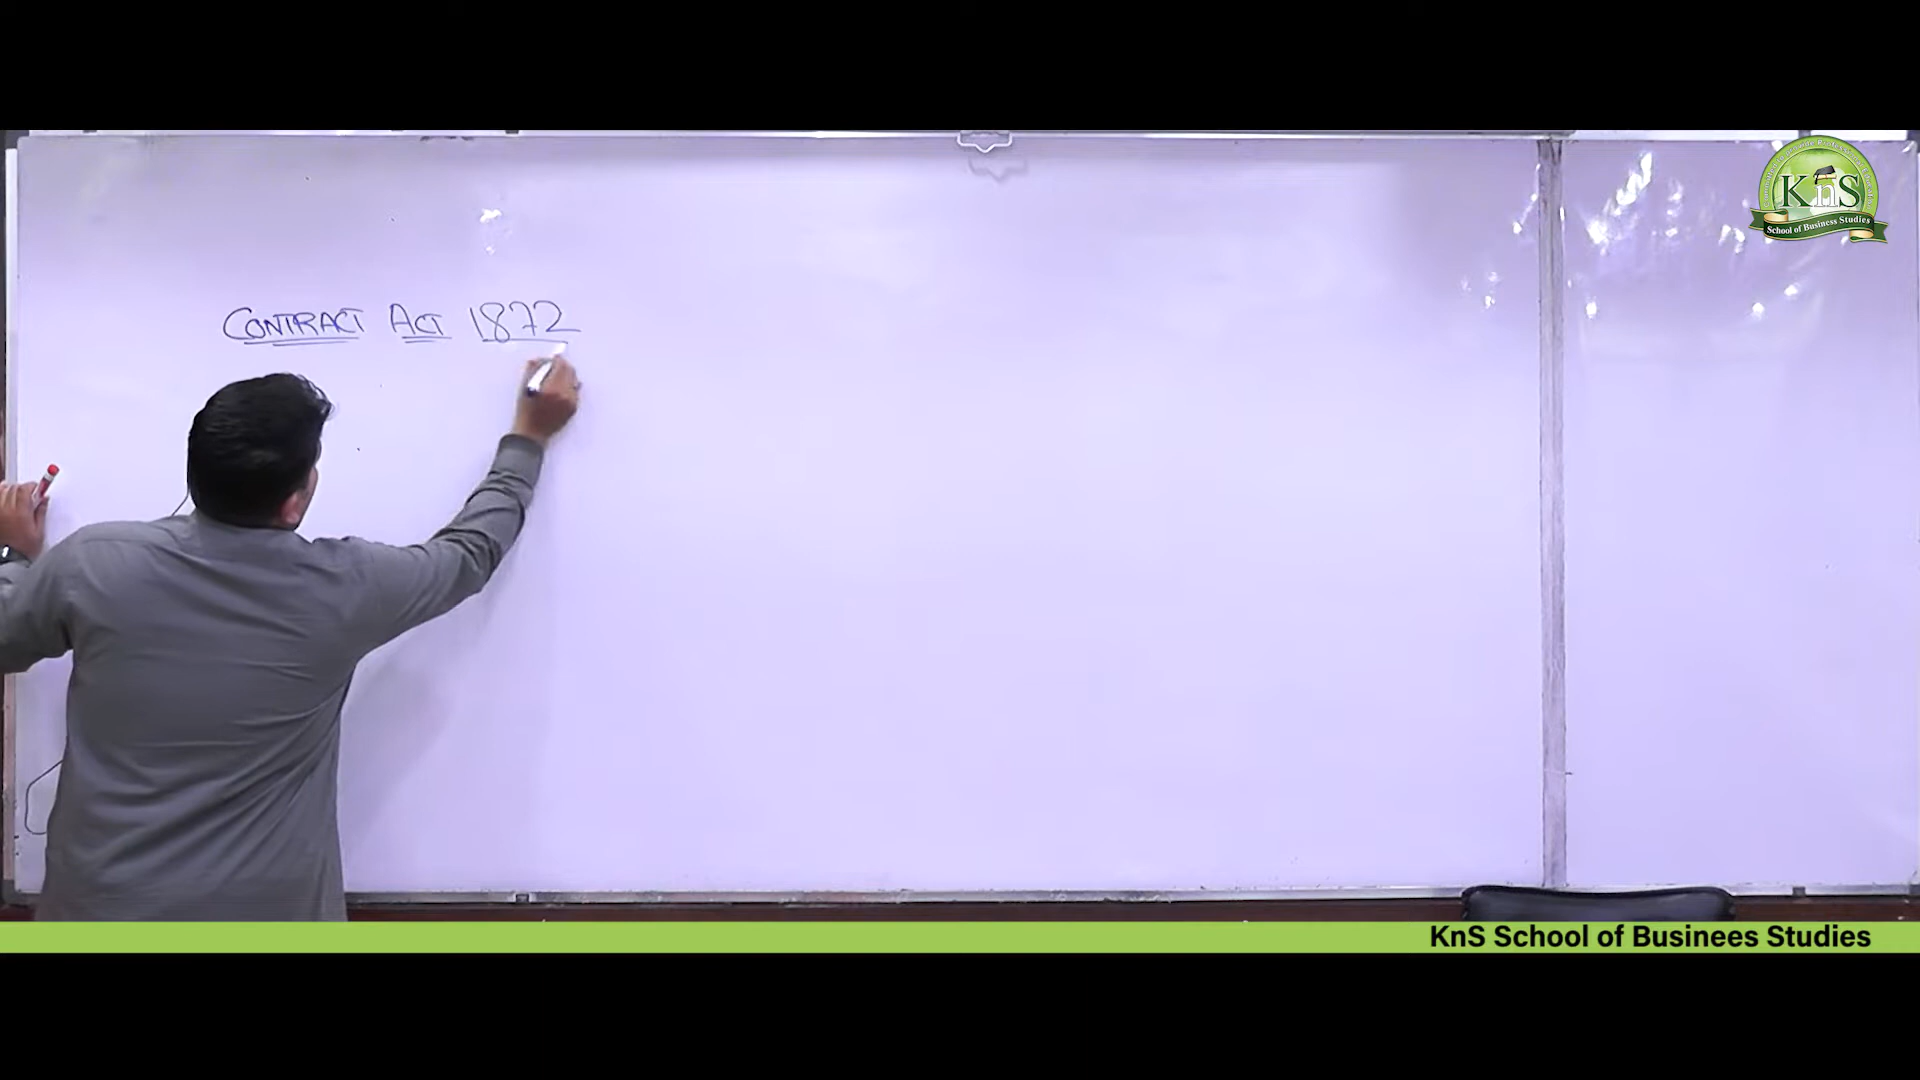 KnS
School of Business Studies
CONTRACT ACT 1872
KnS School of Businees Studies